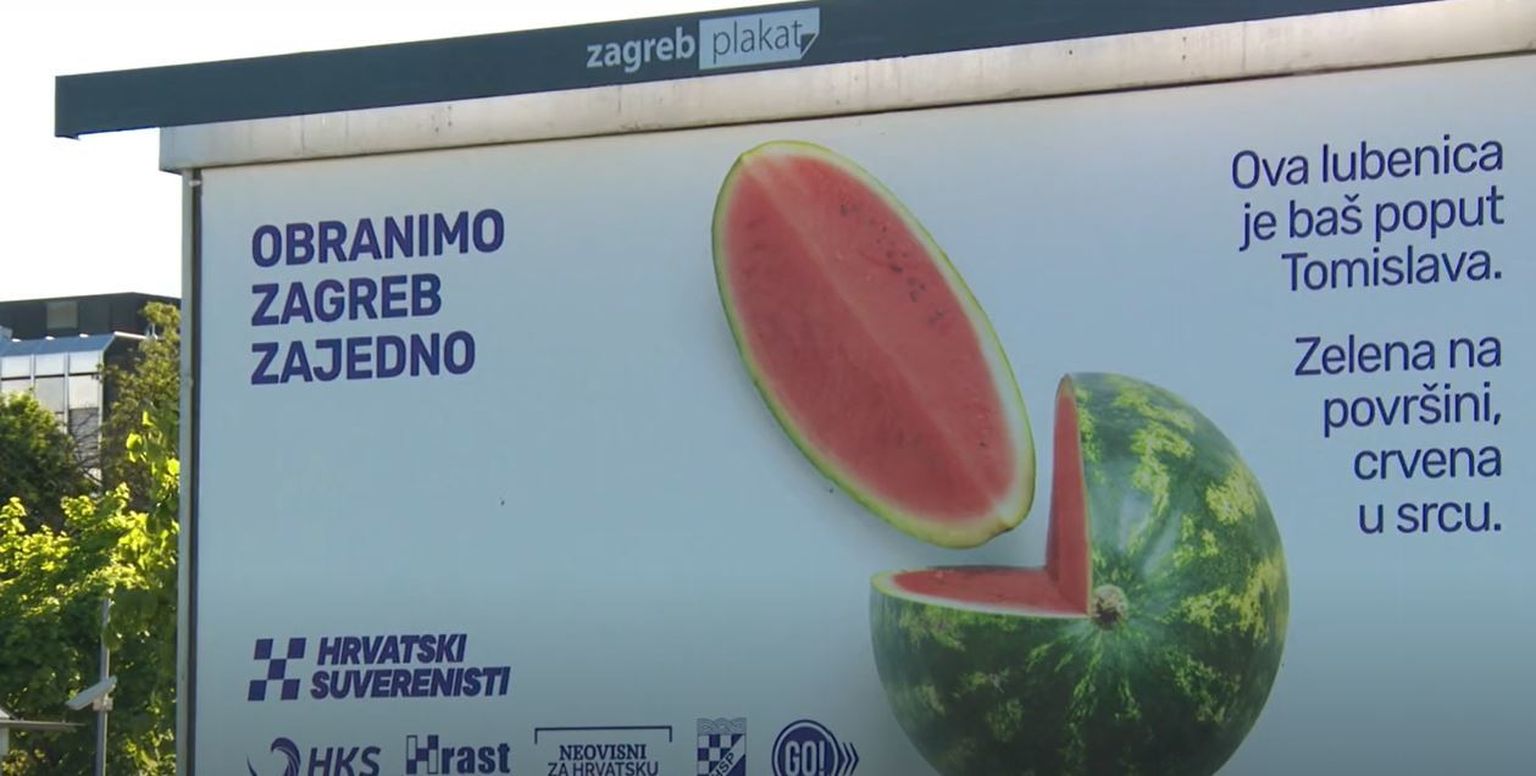 zagreb plakat
OBRANIMO
ZAGREB
ZAJEDNO
Ova lubenica
je baš poput
Tomislava.
Zelena na
površini,
crvena
u srcu.
HRVATSKI
SUVERENISTI
HKS
Hrast
NEOVISNI
ZA HRVATSKU
HSP
GO!